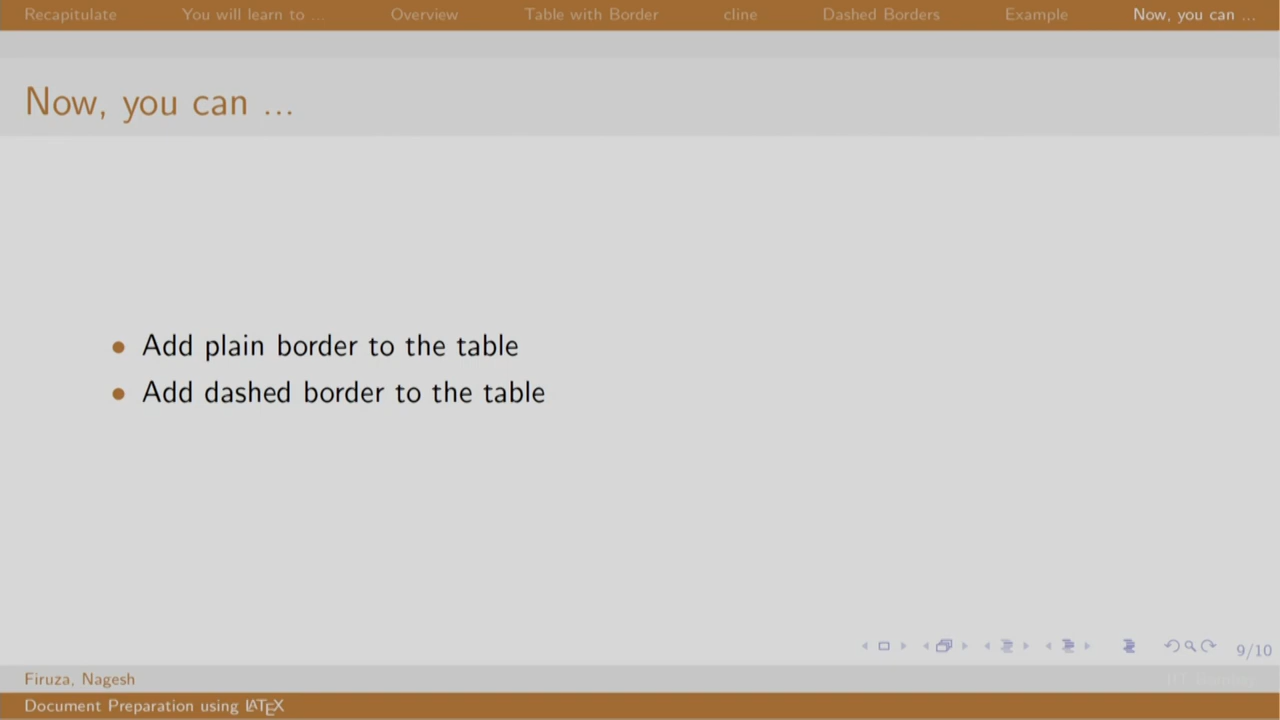 Recapitulate You will learn to ... Overview Table with Border cline Dashed Borders Example Now, you can ...
Now, you can ...
• Add plain border to the table
• Add dashed border to the table
9/10
Firuza, Nagesh
Document Preparation using LATEX